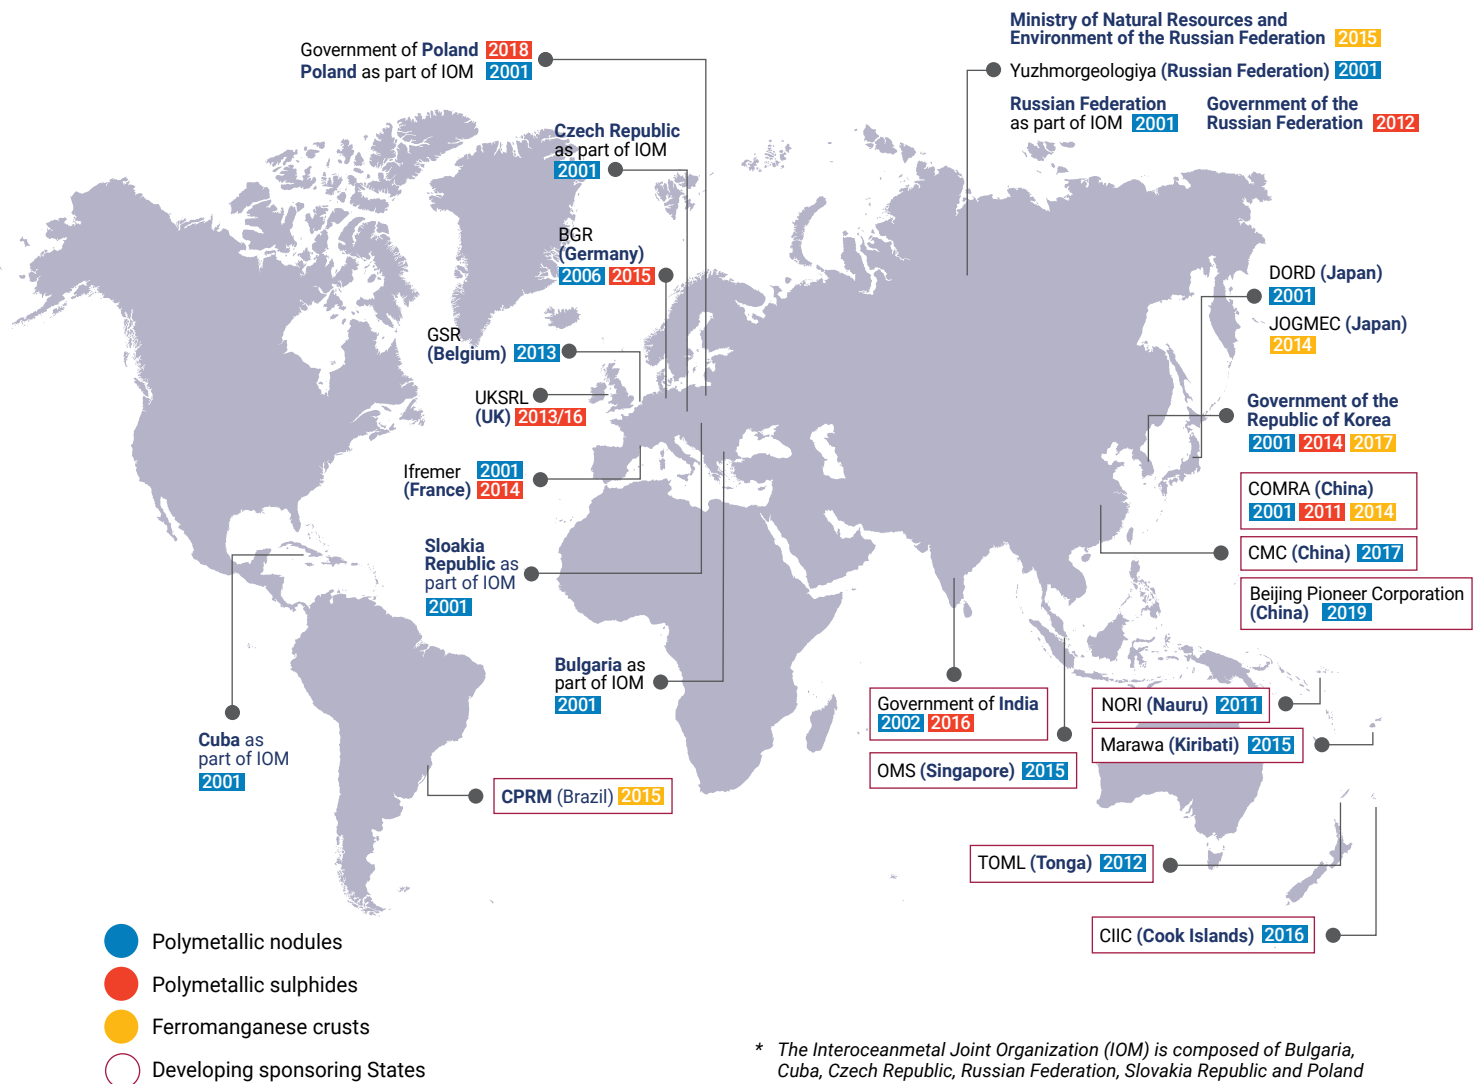 Government of Poland 2018
Poland as part of IOM 2001
Ministry of Natural Resources and
Environment of the Russian Federation 2015
Yuzhmorgeologiya (Russian Federation) 2001
Russian Federation
as part of IOM 2001
Government of the
Russian Federation 2012
Czech Republic
as part of IOM
2001
BGR
(Germany)
2006 2015
GSR
(Belgium) 2013
UKSRL
(UK) 2013/16
Ifremer 2001
(France) 2014
DORD (Japan)
2001
JOGMEC (Japan)
2014
Government of the
Republic of Korea
2001 2014 2017
COMRA (China)
2001 2011 2014
CMC (China) 2017
Beijing Pioneer Corporation
(China) 2019
Sloakia
Republic as
part of IOM
2001
Bulgaria as
part of IOM
2001
Cuba as
part of IOM
2001
CPRM (Brazil) 2015
Government of India
2002 2016
OMS (Singapore) 2015
NORI (Nauru) 2011
Marawa (Kiribati) 2015
TOML (Tonga) 2012
CIIC (Cook Islands) 2016
Polymetallic nodules
Polymetallic sulphides
Ferromanganese crusts
Developing sponsoring States
* The Interoceanmetal Joint Organization (IOM) is composed of Bulgaria,
Cuba, Czech Republic, Russian Federation, Slovakia Republic and Poland